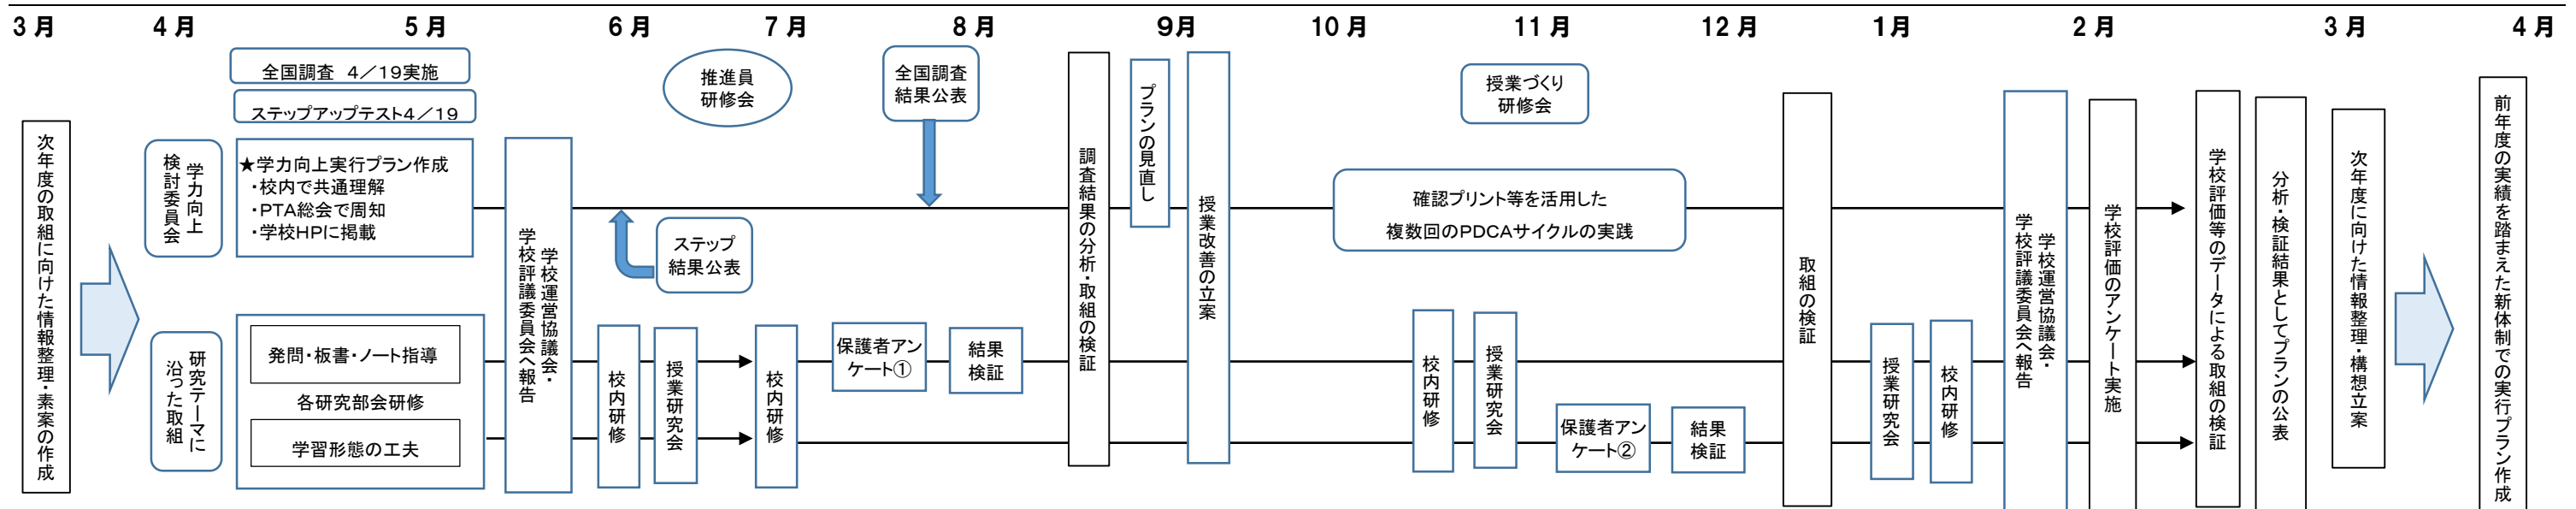 3月 4月 5月 6月 7月 8月 9月 10月 11月 12月 1月 2月 3月 4月
次年度の取組に向けた情報整理・素案の作成
全国調査 4/19実施
ステップアップテスト4/19
学力向上
検討委員会
★学力向上実行プラン作成
・校内で共通理解
・PTA総会で周知
・学校HPに掲載
研究テーマに
沿った取組
発問・板書・ノート指導
各研究部会研修
学習形態の工夫
学校運営協議会・
学校評議委員会へ報告
ステップ
結果公表
校内研修
授業研究会
推進員
研修会
校内研修
保護者アン
ケート①
全国調査
結果公表
結果
検証
調査結果の分析・取組の検証
プランの見直し
授業改善の立案
確認プリント等を活用した
複数回のPDCAサイクルの実践
校内研修
授業づくり
研修会
授業研究会
保護者アン
ケート②
結果
検証
取組の検証
授業研究会
校内研修
学校運営協議会・
学校評議委員会へ報告
学校評価のアンケート実施
学校評価等のデータによる取組の検証
分析・検証結果としてプランの公表
次年度に向けた情報整理・構想立案
前年度の実績を踏まえた新体制での実行プラン作成